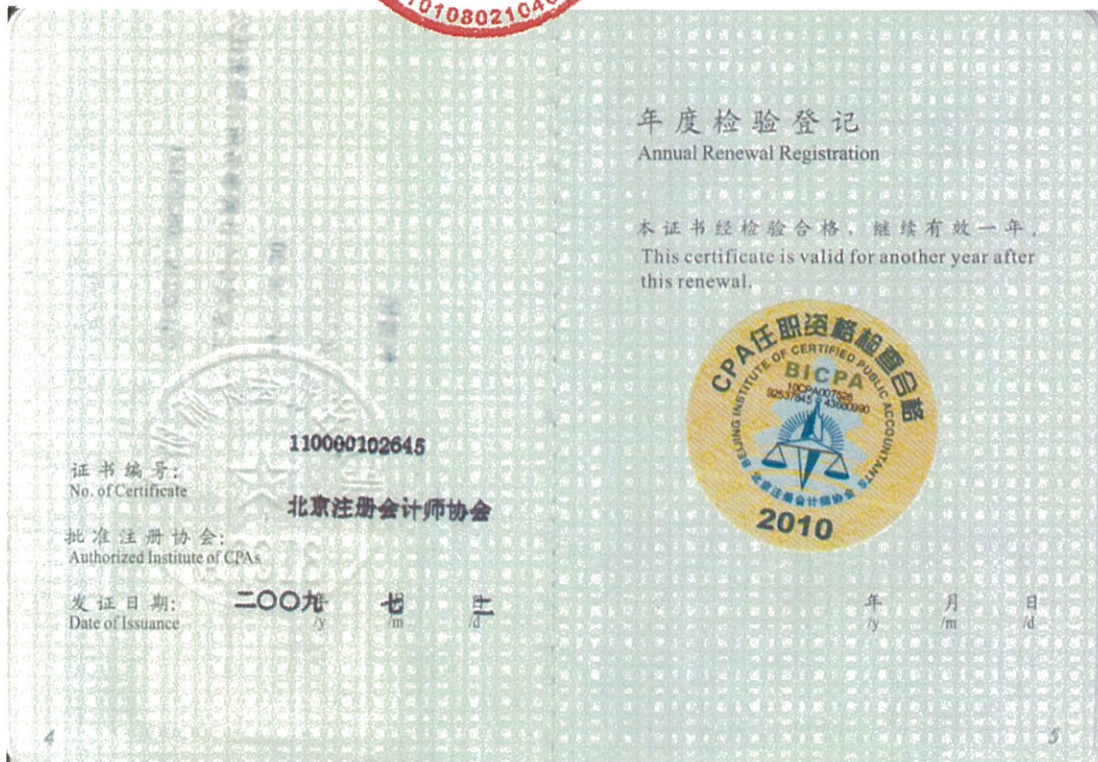 110000102645
证书编号:
No. of Certificate
北京注册会计师协会
批准注册协会:
Authorized Institute of CPAs
发证日期:
Date of Issuance
二〇〇九年 七月 二日
/y /m /d
4
年度检验登记
Annual Renewal Registration
本证书经检验合格，继续有效一年。
This certificate is valid for another year after
this renewal.
CPA任职资格检查合格
BEIJING INSTITUTE OF CERTIFIED PUBLIC ACCOUNTANTS
BICPA
10CPA007528
北京注册会计师协会
2010
年 月 日
/y /m /d
5